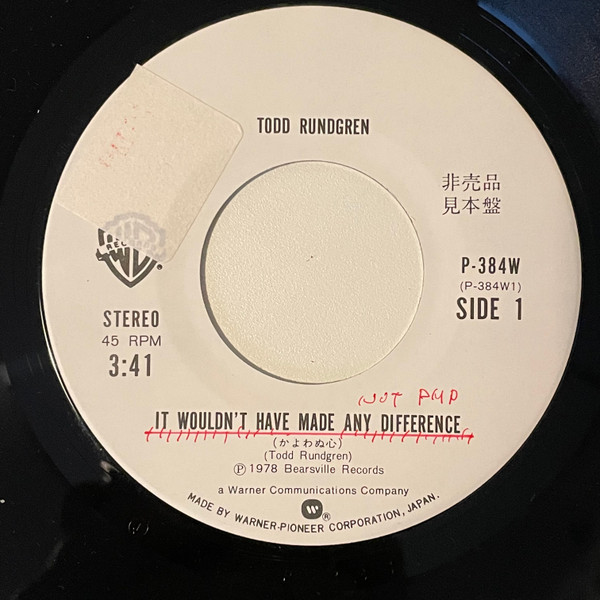 TODD RUNDGREN
非売品
見本盤
P-384W
(P-384W1)
SIDE 1
STEREO
45 RPM
3:41
NOT PMP
IT WOULDN'T HAVE MADE ANY DIFFERENCE
(かよわぬ心)
(Todd Rundgren)
Ⓟ1978 Bearsville Records
a Warner Communications Company
®
MADE BY WARNER-PIONEER CORPORATION, JAPAN.